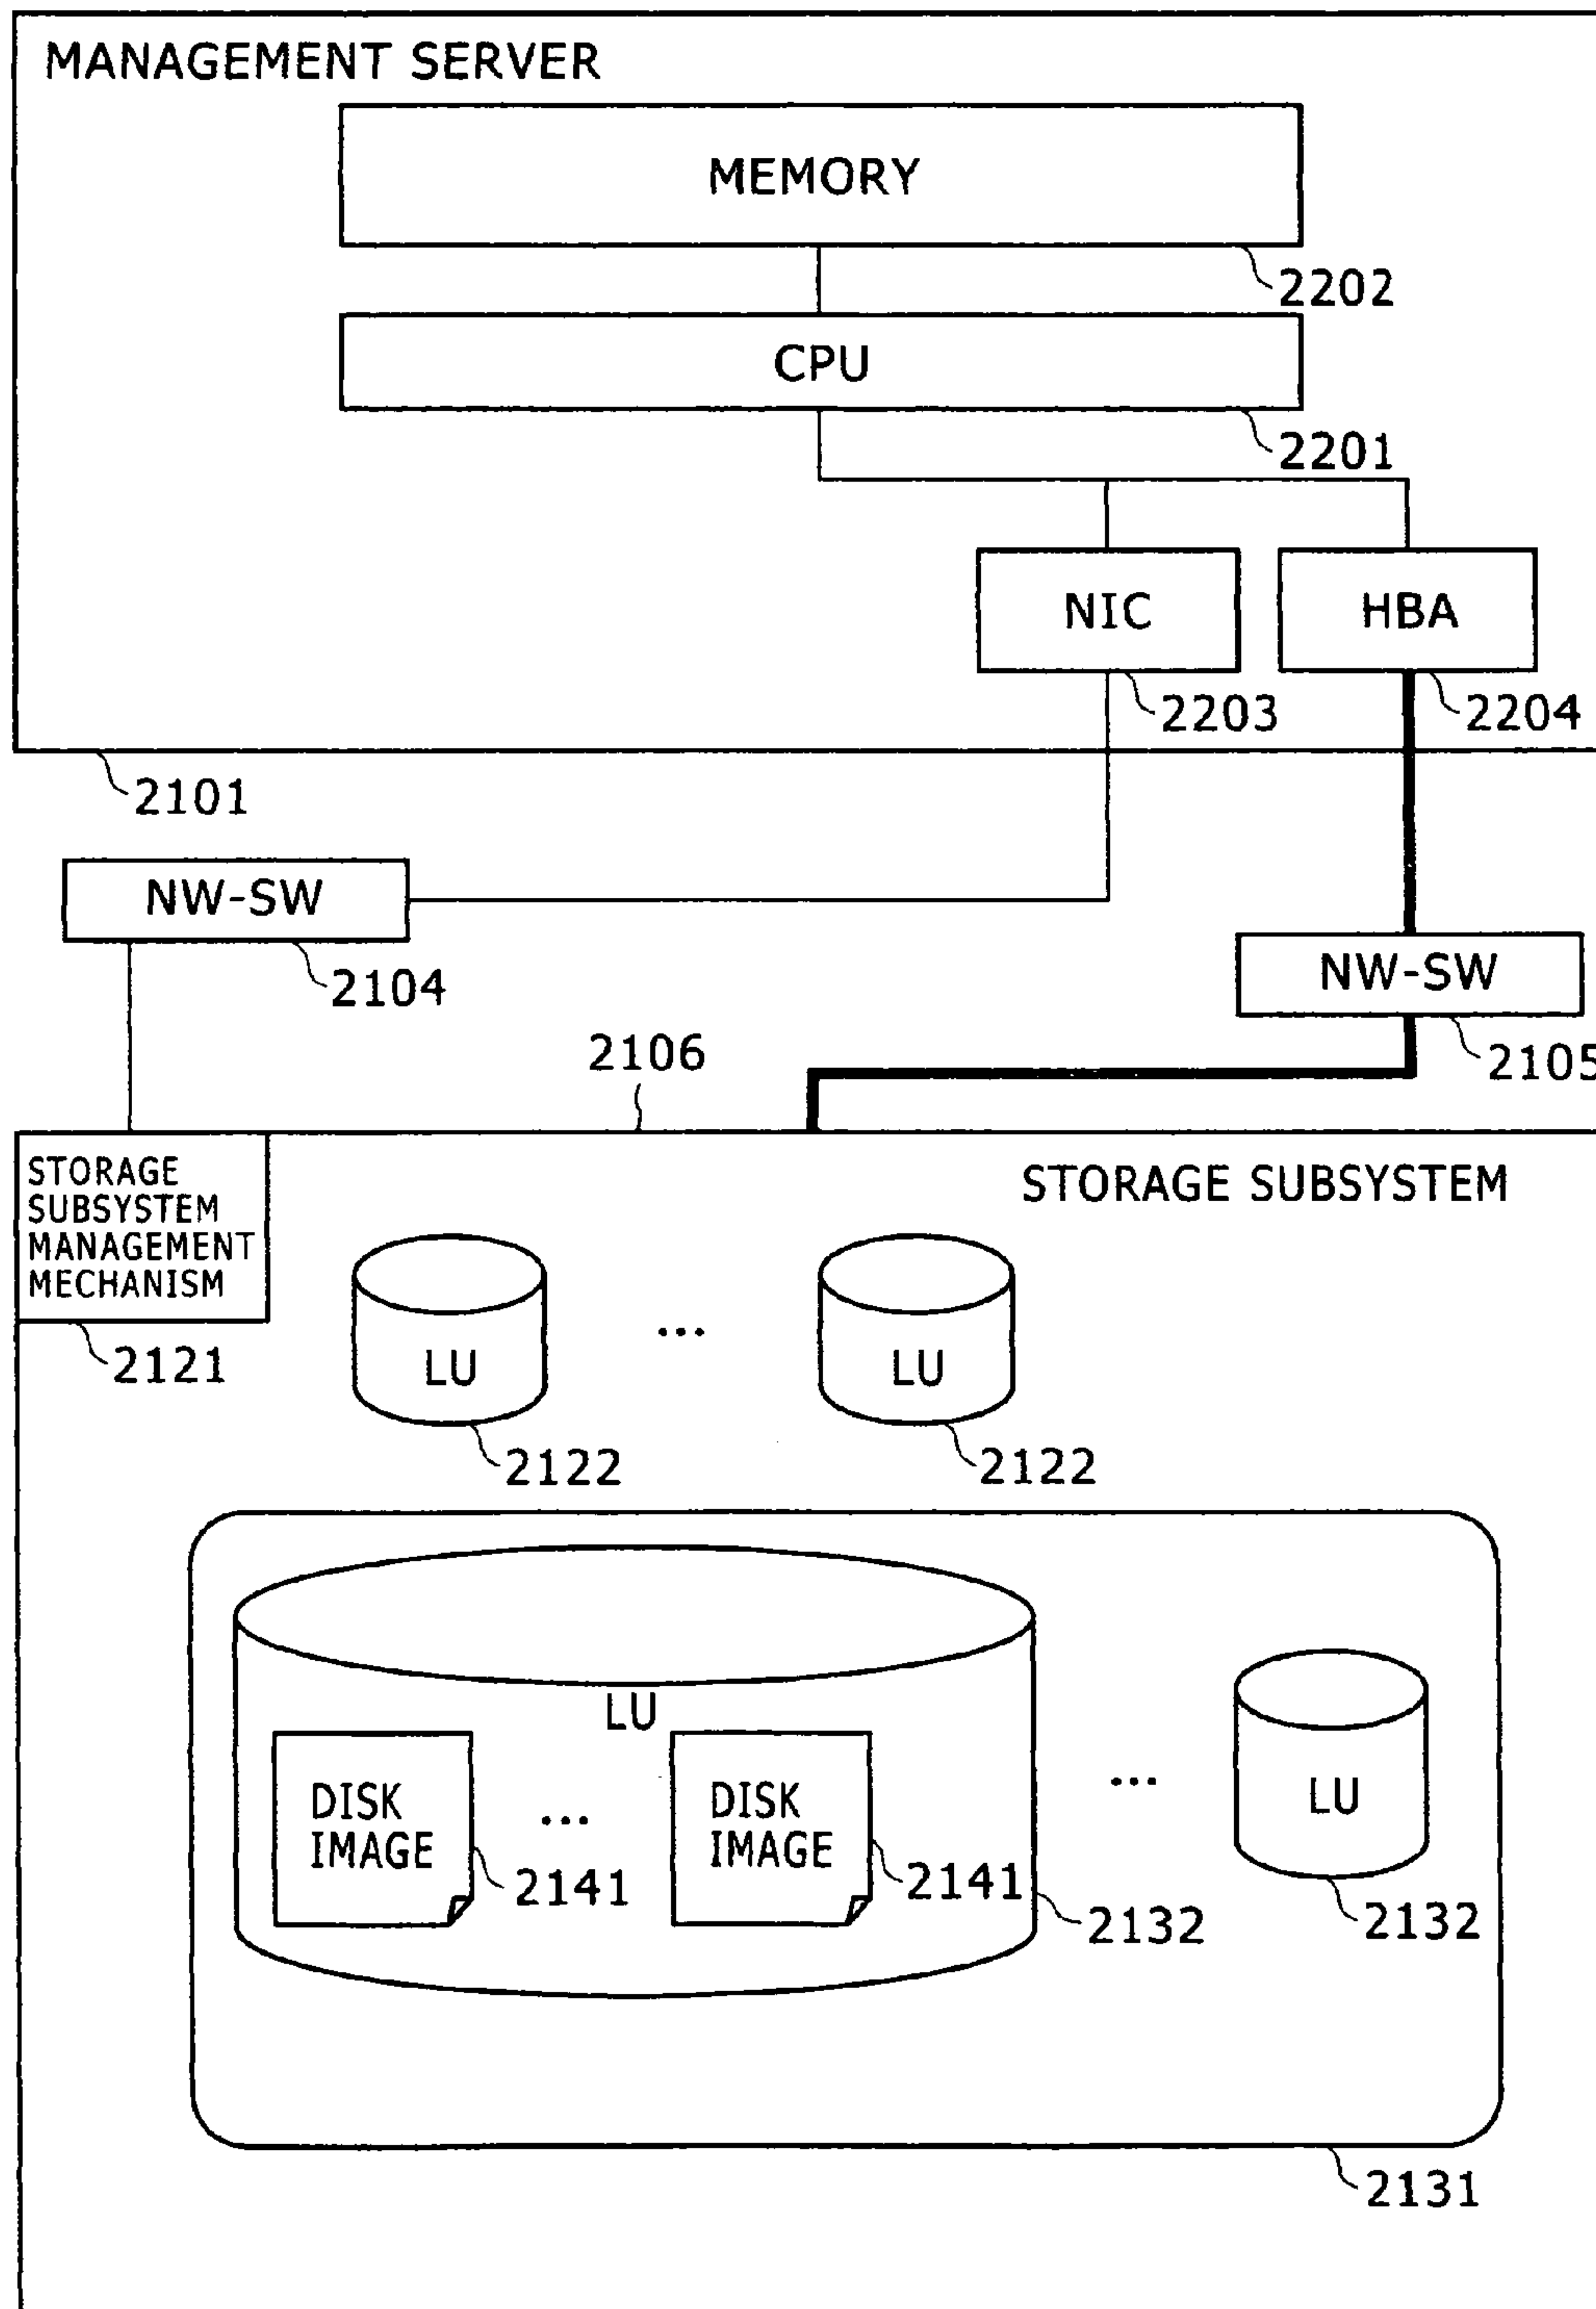 MANAGEMENT SERVER
MEMORY
2202
CPU
2201
NIC
HBA
2203
2204
2101
NW-SW
2104
NW-SW
2105
2106
STORAGE
SUBSYSTEM
MANAGEMENT
MECHANISM
STORAGE SUBSYSTEM
2121
LU
...
LU
2122
2122
LU
DISK
IMAGE
...
DISK
IMAGE
2141
2141
2132
...
LU
2132
2131